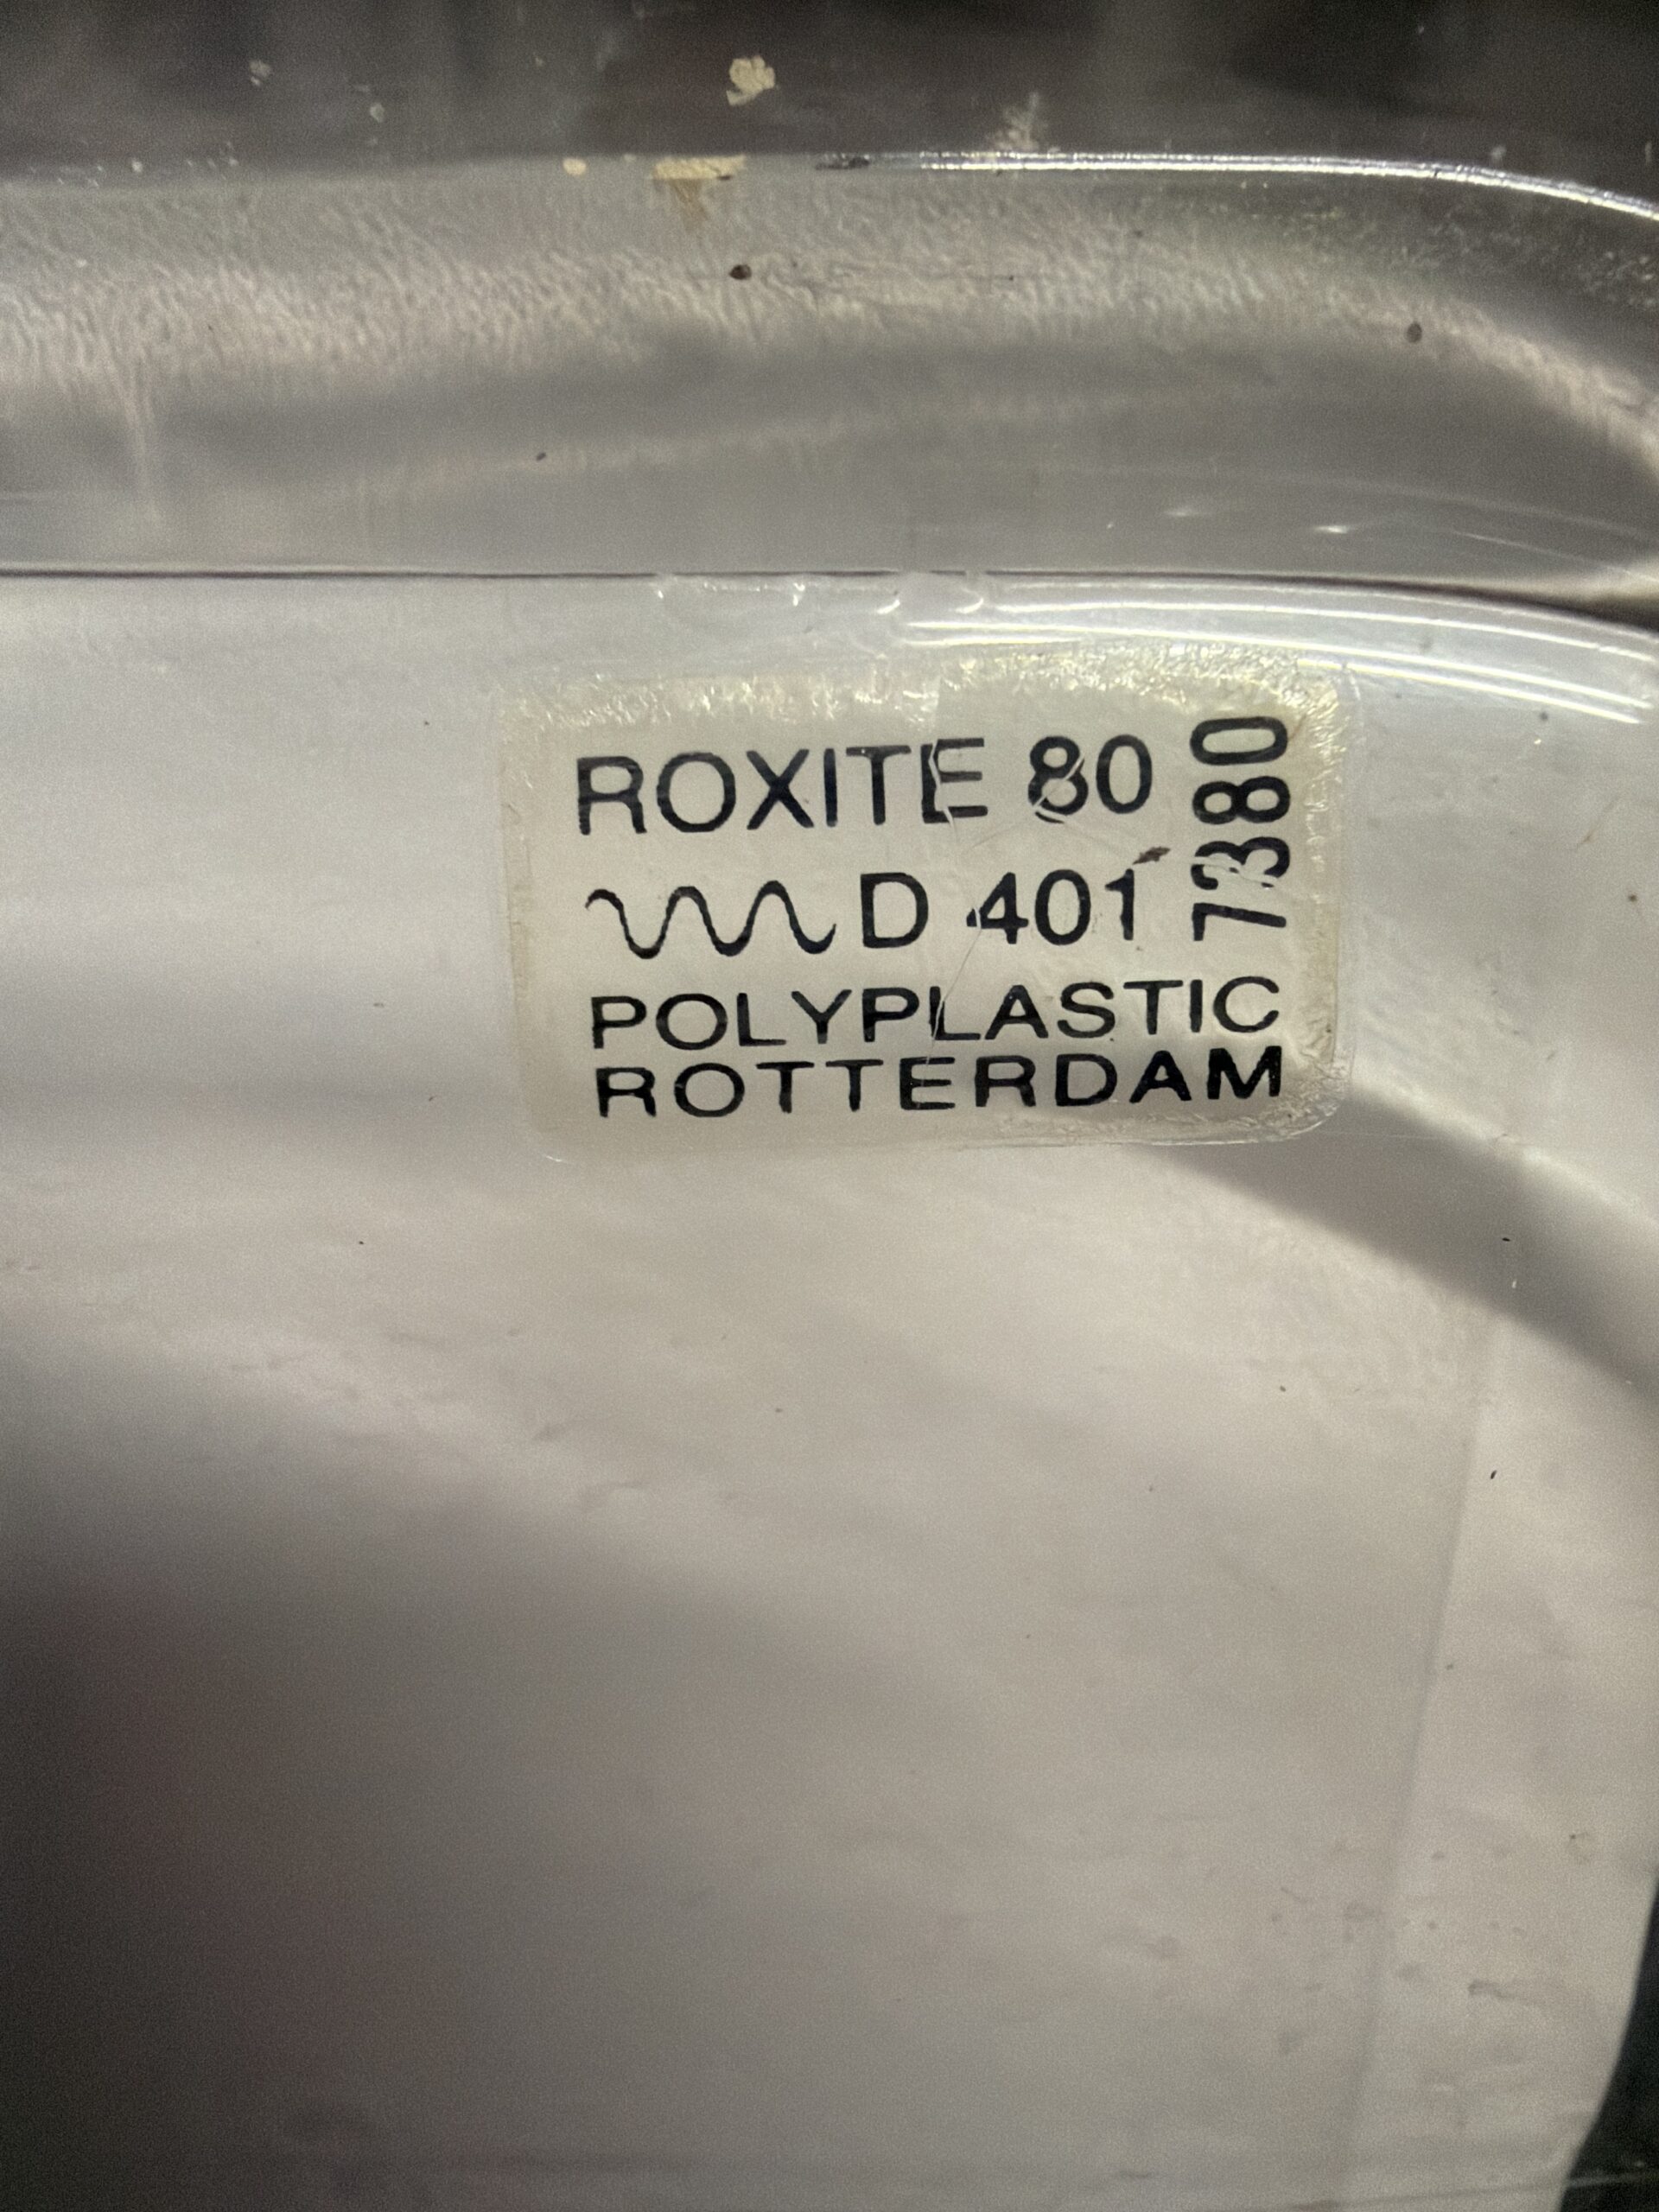 ROXITE 80
D 401
POLYPLASTIC
ROTTERDAM
7380